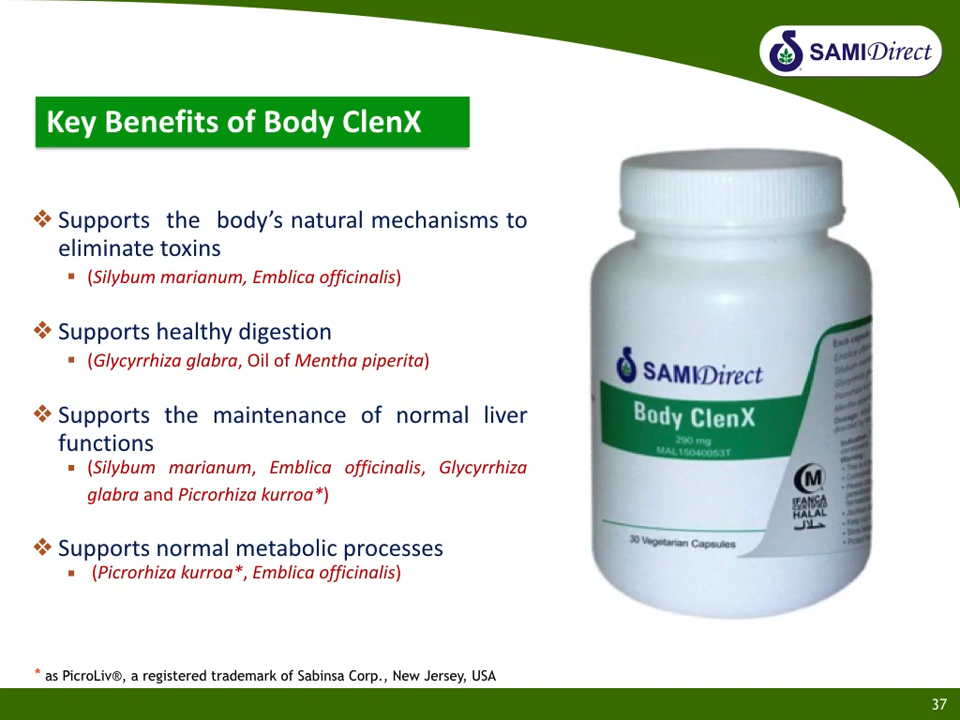 SAMIDirect
Key Benefits of Body ClenX
❖ Supports the body's natural mechanisms to
eliminate toxins
▪ (Silybum marianum, Emblica officinalis)
❖ Supports healthy digestion
▪ (Glycyrrhiza glabra, Oil of Mentha piperita)
❖ Supports the maintenance of normal liver
functions
▪ (Silybum marianum, Emblica officinalis, Glycyrrhiza
glabra and Picrorhiza kurroa*)
❖ Supports normal metabolic processes
▪ (Picrorhiza kurroa*, Emblica officinalis)
SAMIDirect
Body ClenX
290 mg
MAL15040053T
M
IFANCA
CERTIFIED
HALAL
حلال
30 Vegetarian Capsules
Each capsule
* as PicroLiv®, a registered trademark of Sabinsa Corp., New Jersey, USA
37